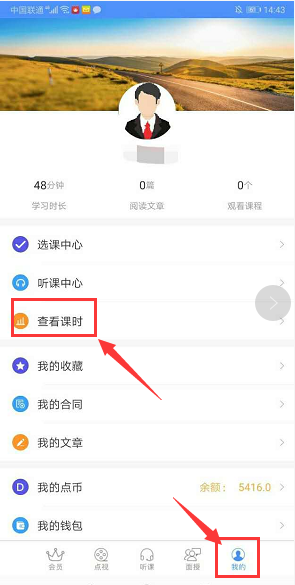 中国联通 14:43
48分钟 0篇 0个
学习时长 阅读文章 观看课程
选课中心
听课中心
查看课时
我的收藏
我的合同
我的文章
我的点币 余额： 5416.0
我的钱包
会员 点视 听课 面授 我的